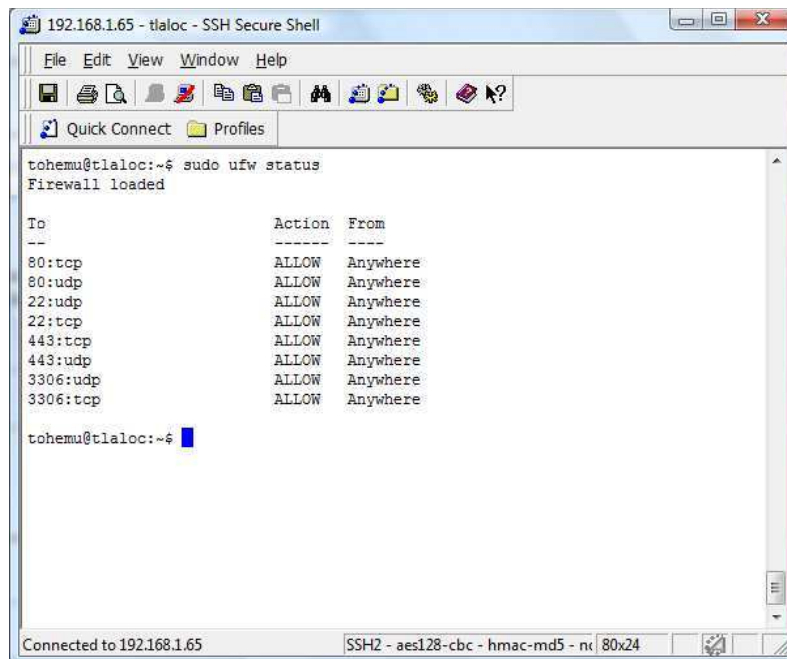 192.168.1.65 - tlaloc - SSH Secure Shell
File Edit View Window Help
Quick Connect Profiles
tohemu@tlaloc:~$ sudo ufw status
Firewall loaded
To Action From
-- ------ ----
80:tcp ALLOW Anywhere
80:udp ALLOW Anywhere
22:udp ALLOW Anywhere
22:tcp ALLOW Anywhere
443:tcp ALLOW Anywhere
443:udp ALLOW Anywhere
3306:udp ALLOW Anywhere
3306:tcp ALLOW Anywhere
tohemu@tlaloc:~$
Connected to 192.168.1.65 SSH2 - aes128-cbc - hmac-md5 - no 80x24